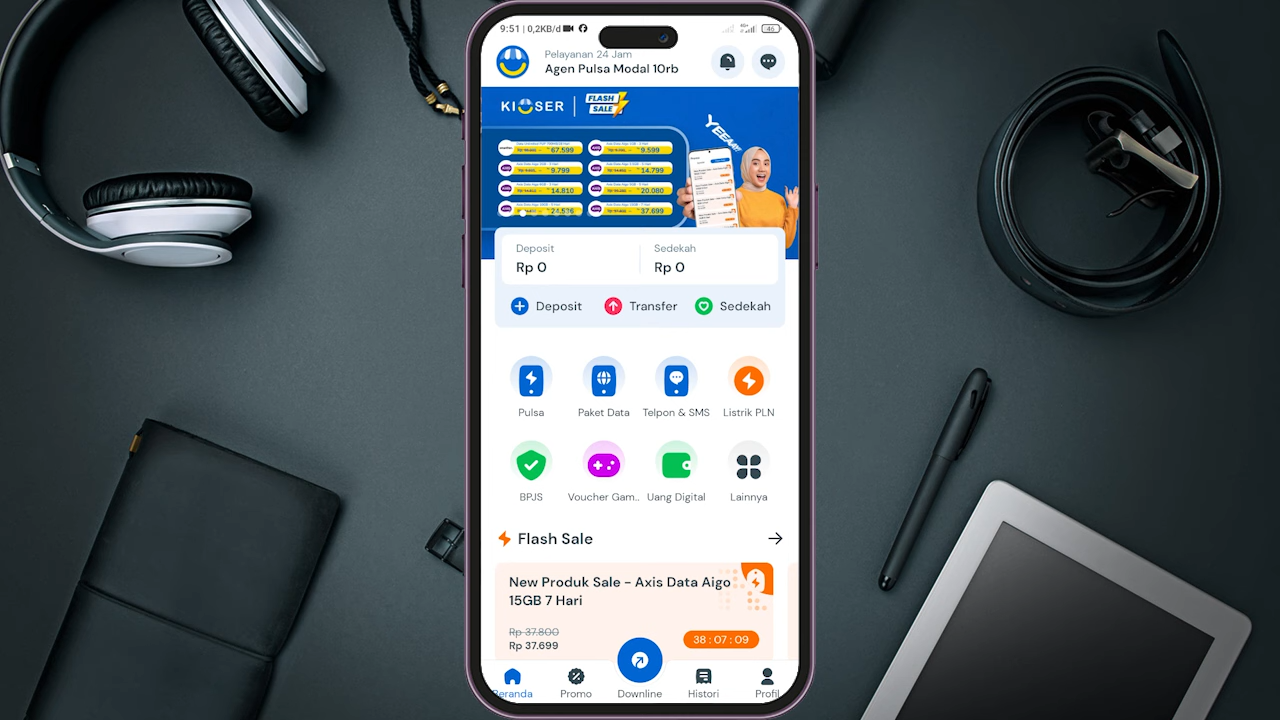 9:51 | 0,2KB/d
46
Pelayanan 24 Jam
Agen Pulsa Modal 10rb
KIOSER
FLASH
SALE
YEEAAY
67.599
9.599
9.799
14.799
14.810
20.080
24.536
37.699
Deposit
Sedekah
Rp 0
Rp 0
Deposit
Transfer
Sedekah
Pulsa
Paket Data
Telpon & SMS
Listrik PLN
BPJS
Voucher Gam..
Uang Digital
Lainnya
Flash Sale
New Produk Sale - Axis Data Aigo
15GB 7 Hari
Rp 37.800
Rp 37.699
38 : 07 : 09
Beranda
Promo
Downline
Histori
Profil